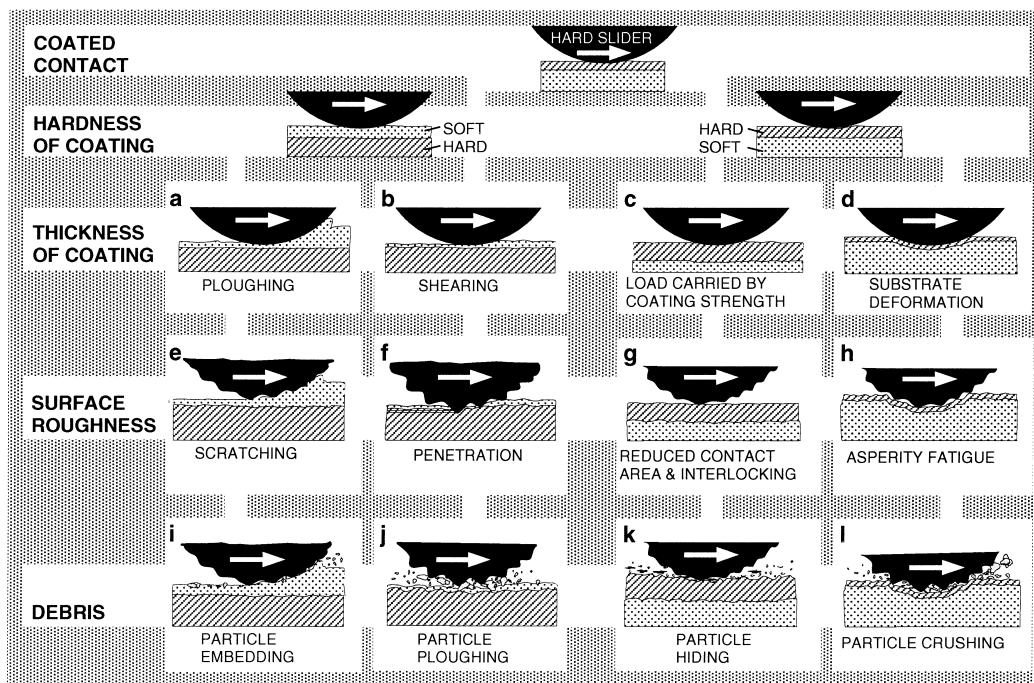 COATED
CONTACT
HARD SLIDER
HARDNESS
OF COATING
SOFT
HARD
HARD
SOFT
THICKNESS
OF COATING
a
b
c
d
PLOUGHING
SHEARING
LOAD CARRIED BY
COATING STRENGTH
SUBSTRATE
DEFORMATION
SURFACE
ROUGHNESS
e
f
g
h
SCRATCHING
PENETRATION
REDUCED CONTACT
AREA & INTERLOCKING
ASPERITY FATIGUE
DEBRIS
i
j
k
l
PARTICLE
EMBEDDING
PARTICLE
PLOUGHING
PARTICLE
HIDING
PARTICLE CRUSHING